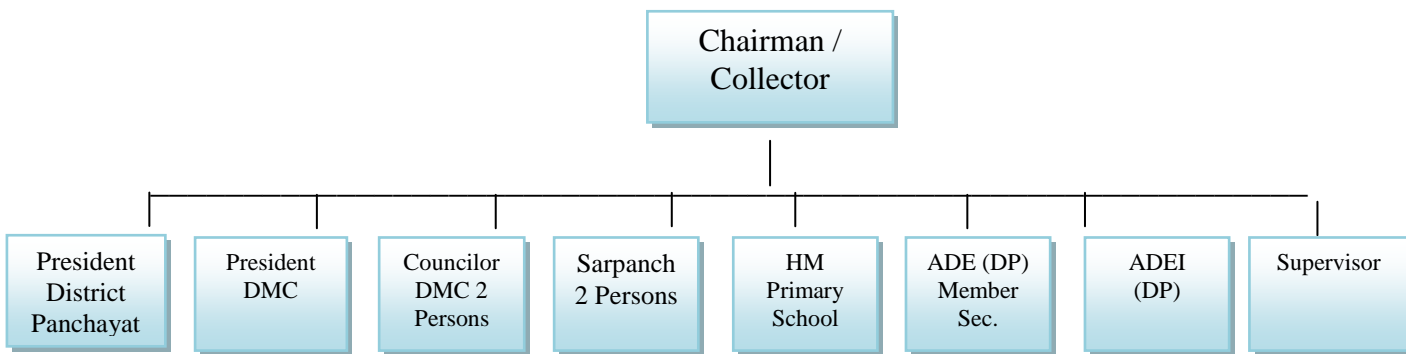 Chairman /
Collector
President
District
Panchayat
President
DMC
Councilor
DMC 2
Persons
Sarpanch
2 Persons
HM
Primary
School
ADE (DP)
Member
Sec.
ADEI
(DP)
Supervisor